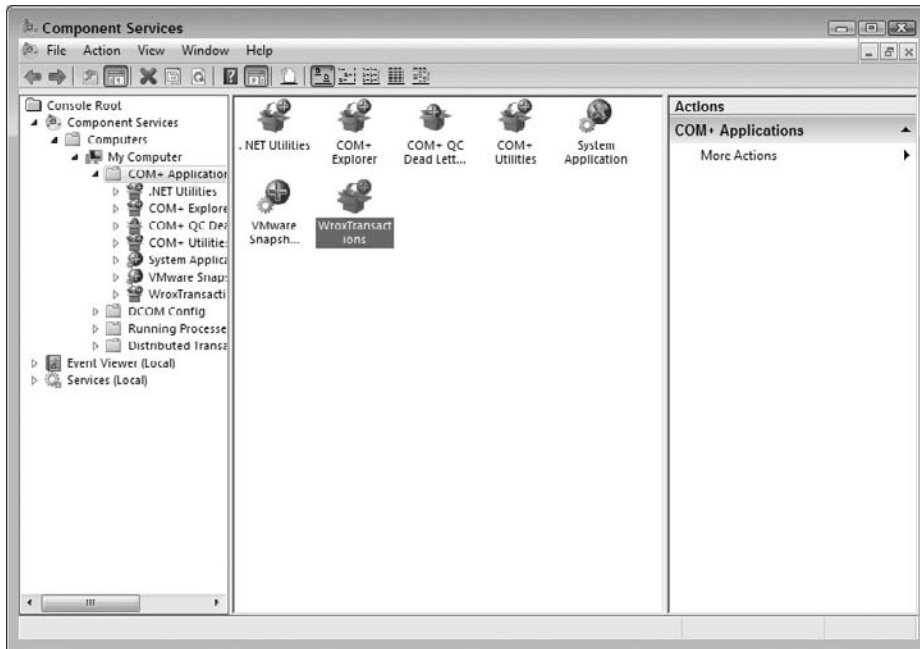 Component Services
File Action View Window Help
Console Root
Component Services
Computers
My Computer
COM+ Application
.NET Utilities
COM+ Explore
COM+ QC Dea
COM+ Utilitie:
System Applica
VMware Snap:
WroxTransacti
DCOM Config
Running Processe
Distributed Transa
Event Viewer (Local)
Services (Local)
.NET Utilities
COM+
Explorer
COM+ QC
Dead Lett...
COM+
Utilities
System
Application
VMware
Snapsh...
WroxTransact
ions
Actions
COM+ Applications
More Actions